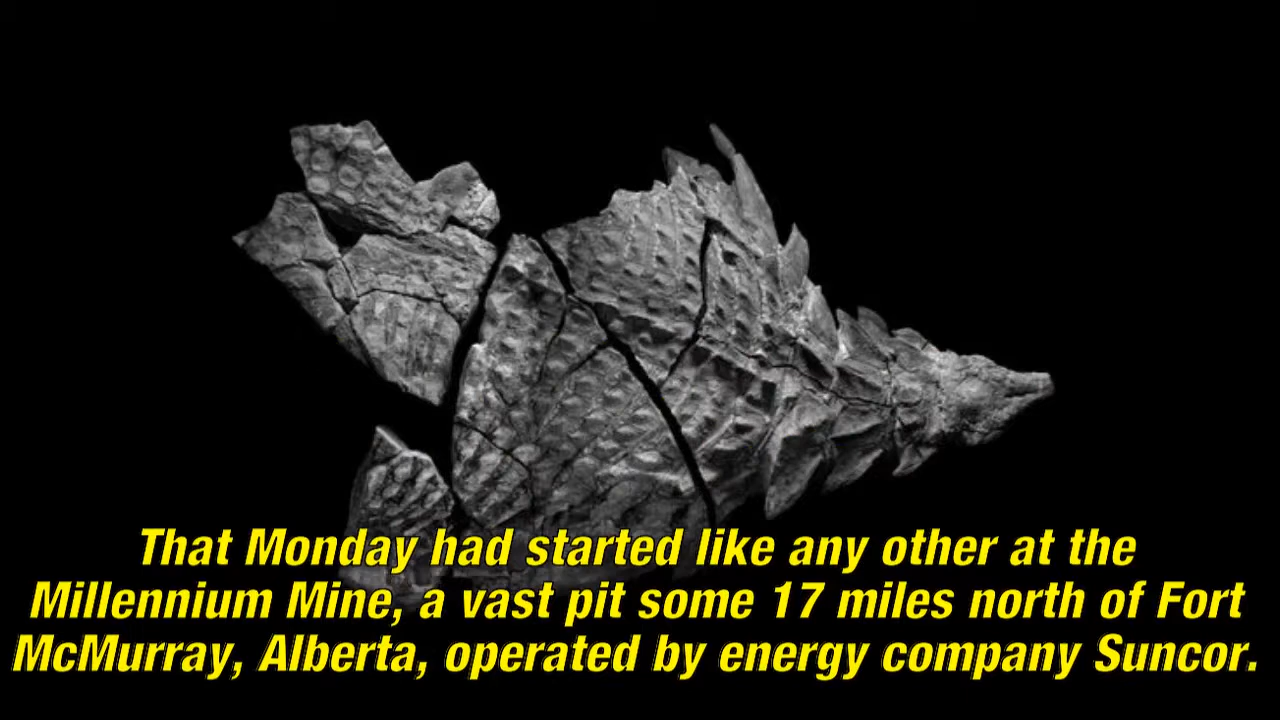 That Monday had started like any other at the
Millennium Mine, a vast pit some 17 miles north of Fort
McMurray, Alberta, operated by energy company Suncor.